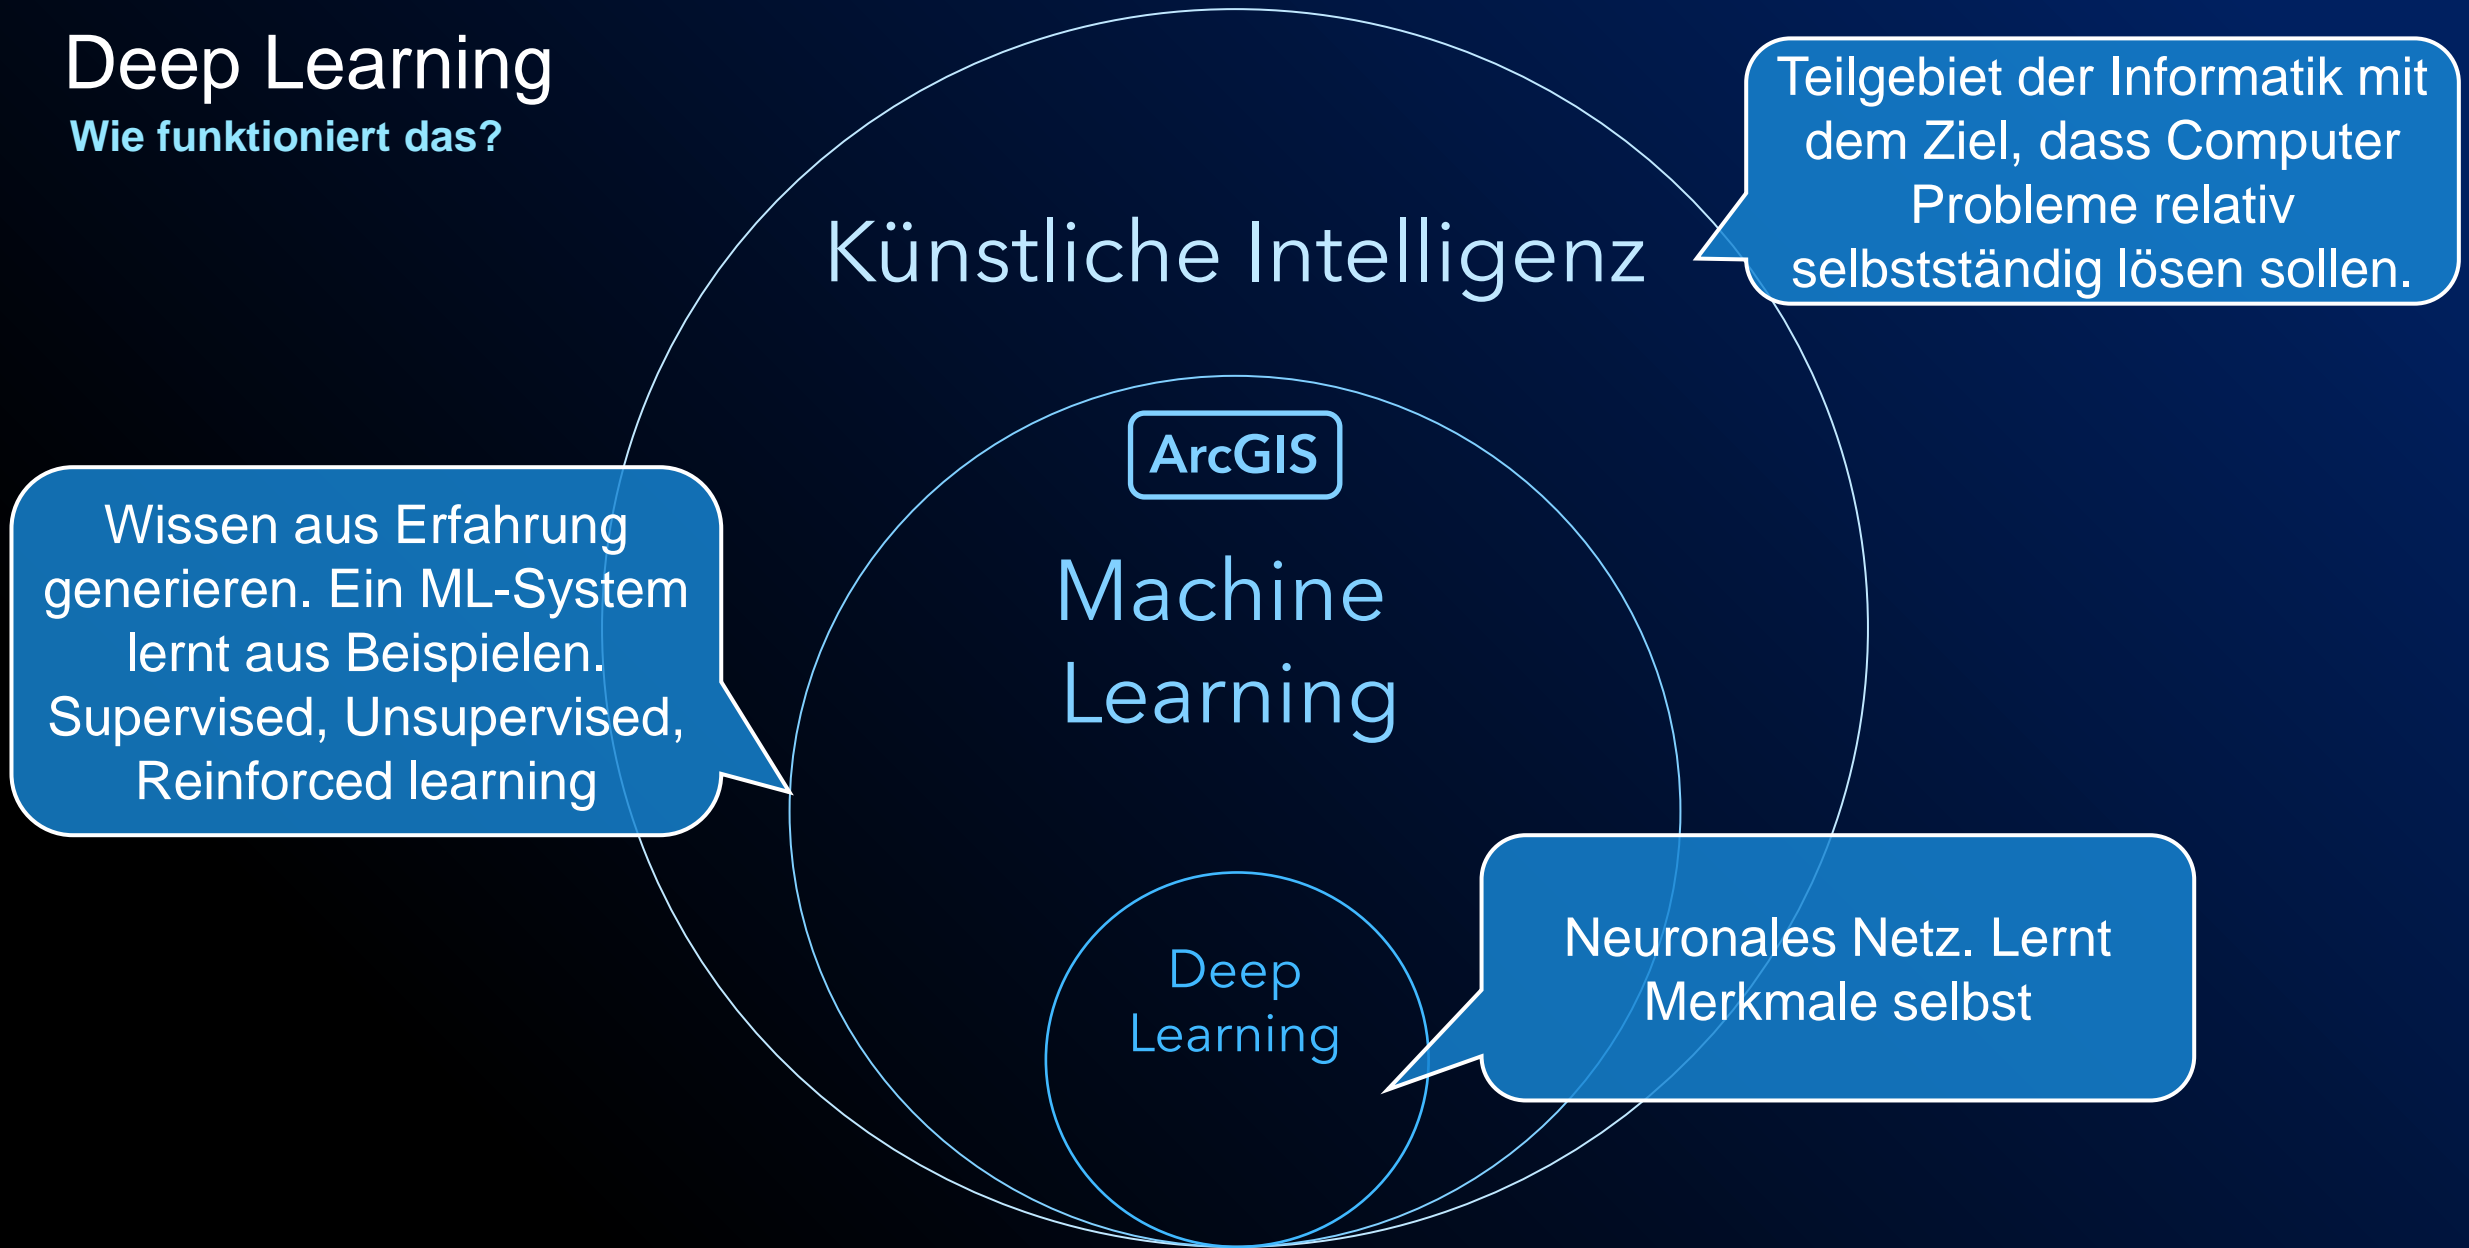 Deep Learning
Wie funktioniert das?
Teilgebiet der Informatik mit
dem Ziel, dass Computer
Probleme relativ
selbstständig lösen sollen.
Künstliche Intelligenz
ArcGIS
Machine
Learning
Wissen aus Erfahrung
generieren. Ein ML-System
lernt aus Beispielen.
Supervised, Unsupervised,
Reinforced learning
Deep
Learning
Neuronales Netz. Lernt
Merkmale selbst